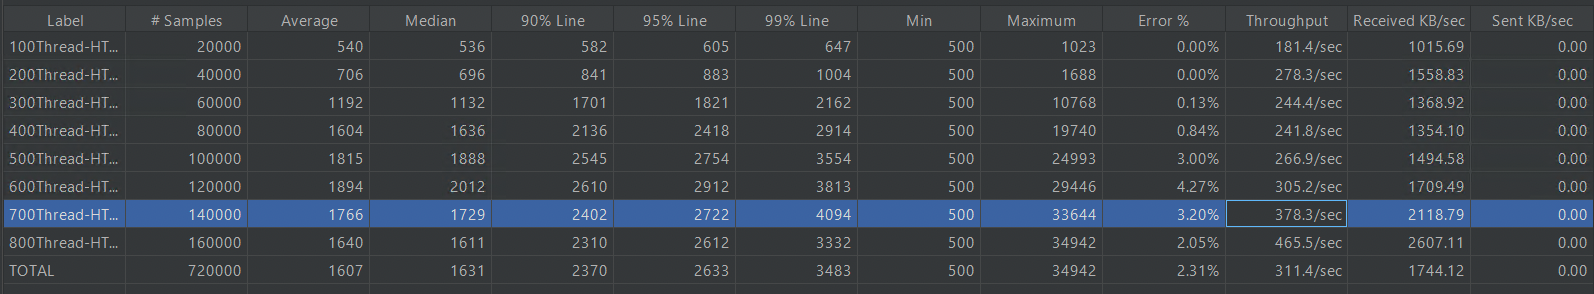 Label # Samples Average Median 90% Line 95% Line 99% Line Min Maximum Error % Throughput Received KB/sec Sent KB/sec
100Thread-HT... 20000 540 536 582 605 647 500 1023 0.00% 181.4/sec 1015.69 0.00
200Thread-HT... 40000 706 696 841 883 1004 500 1688 0.00% 278.3/sec 1558.83 0.00
300Thread-HT... 60000 1192 1132 1701 1821 2162 500 10768 0.13% 244.4/sec 1368.92 0.00
400Thread-HT... 80000 1604 1636 2136 2418 2914 500 19740 0.84% 241.8/sec 1354.10 0.00
500Thread-HT... 100000 1815 1888 2545 2754 3554 500 24993 3.00% 266.9/sec 1494.58 0.00
600Thread-HT... 120000 1894 2012 2610 2912 3813 500 29446 4.27% 305.2/sec 1709.49 0.00
700Thread-HT... 140000 1766 1729 2402 2722 4094 500 33644 3.20% 378.3/sec 2118.79 0.00
800Thread-HT... 160000 1640 1611 2310 2612 3332 500 34942 2.05% 465.5/sec 2607.11 0.00
TOTAL 720000 1607 1631 2370 2633 3483 500 34942 2.31% 311.4/sec 1744.12 0.00